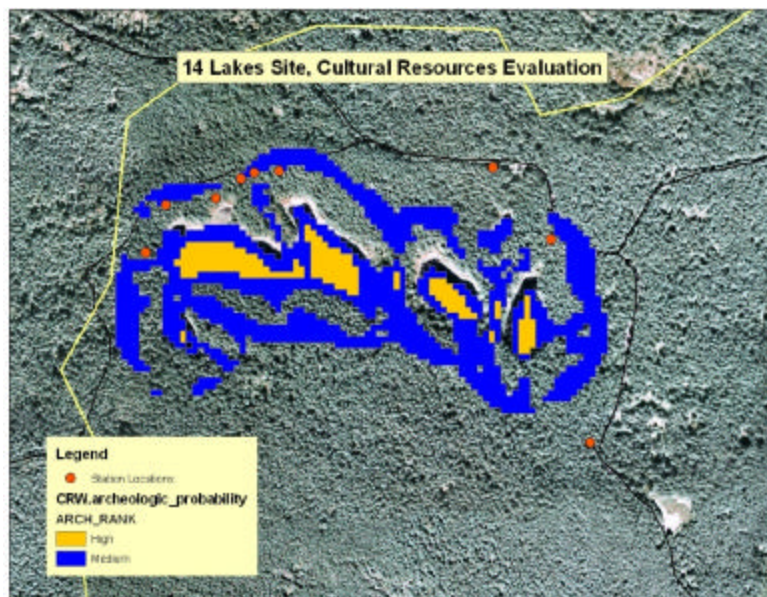 14 Lakes Site, Cultural Resources Evaluation
Legend
Station Locations
CRW.archeologic_probability
ARCH_RANK
High
Medium